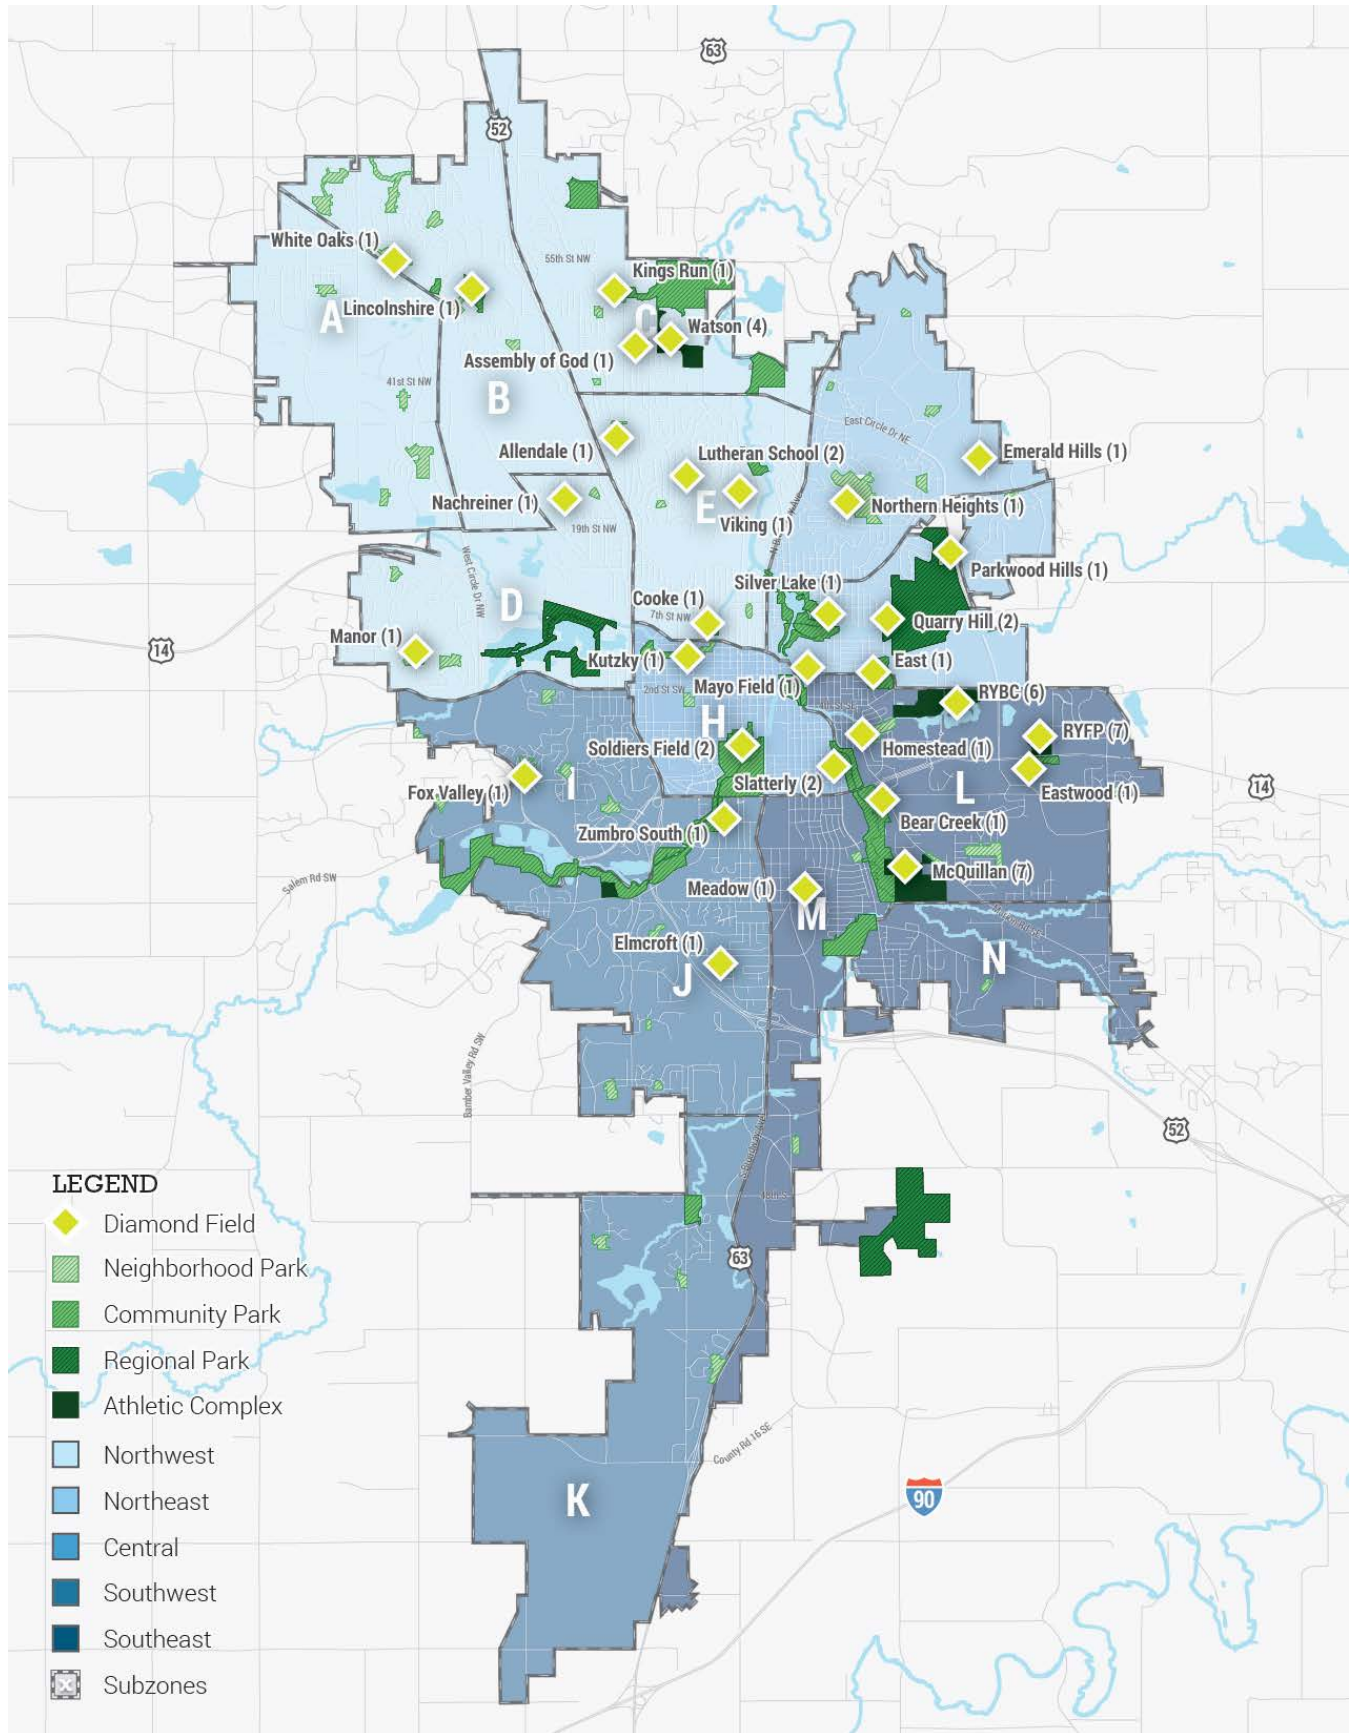 63
52
White Oaks (1)
55th St NW
Kings Run (1)
Lincolnshire (1)
A
C
Watson (4)
Assembly of God (1)
41st St NW
B
East Circle Dr NE
Allendale (1)
Lutheran School (2)
Emerald Hills (1)
Nachreiner (1)
E
Northern Heights (1)
Viking (1)
19th St NW
West Circle Dr NW
Parkwood Hills (1)
Silver Lake (1)
D
Cooke (1)
7th St NW
Quarry Hill (2)
Manor (1)
14
Kutzky (1)
East (1)
2nd St SW
Mayo Field (1)
RYBC (6)
H
RYFP (7)
Soldiers Field (2)
Homestead (1)
I
Slatterly (2)
L
14
Fox Valley (1)
Eastwood (1)
Zumbro South (1)
Bear Creek (1)
Salem Rd SW
McQuillan (7)
Meadow (1)
M
Elmcroft (1)
N
J
Bamber Valley Rd SW
52
LEGEND
Diamond Field
63
Neighborhood Park
Community Park
Regional Park
Athletic Complex
County Rd 16 SE
Northwest
K
90
Northeast
Central
Southwest
Southeast
x
Subzones